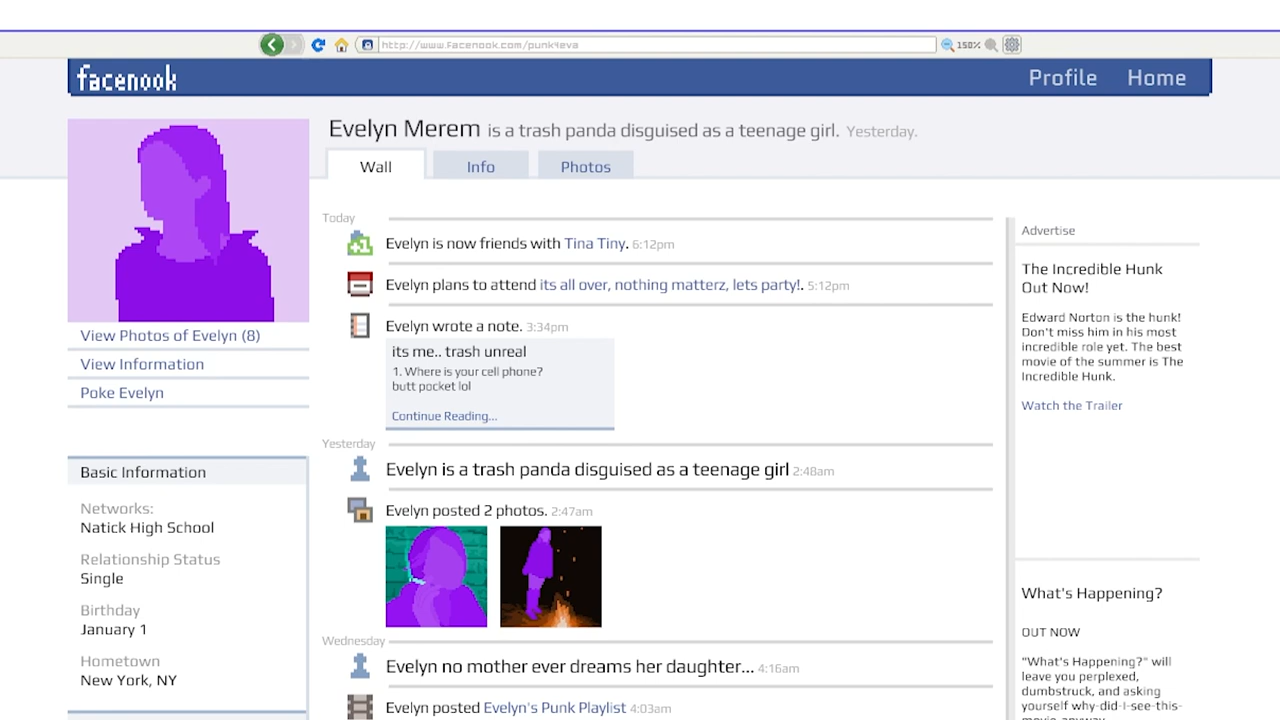 http://www.facenook.com/punk4eva
150%
facenook
Profile
Home
Evelyn Merem is a trash panda disguised as a teenage girl. Yesterday.
Wall
Info
Photos
View Photos of Evelyn (8)
View Information
Poke Evelyn
Basic Information
Networks:
Natick High School
Relationship Status
Single
Birthday
January 1
Hometown
New York, NY
Today
Evelyn is now friends with Tina Tiny. 6:12pm
Evelyn plans to attend its all over, nothing matterz, lets party!. 5:12pm
Evelyn wrote a note. 3:34pm
its me.. trash unreal
1. Where is your cell phone?
butt pocket lol
Continue Reading...
Yesterday
Evelyn is a trash panda disguised as a teenage girl 2:48am
Evelyn posted 2 photos. 2:47am
Wednesday
Evelyn no mother ever dreams her daughter... 4:16am
Evelyn posted Evelyn's Punk Playlist 4:03am
Advertise
The Incredible Hunk
Out Now!
Edward Norton is the hunk!
Don't miss him in his most
incredible role yet. The best
movie of the summer is The
Incredible Hunk.
Watch the Trailer
What's Happening?
OUT NOW
"What's Happening?" will
leave you perplexed,
dumbstruck, and asking
yourself why-did-I-see-this-
movie-anyway